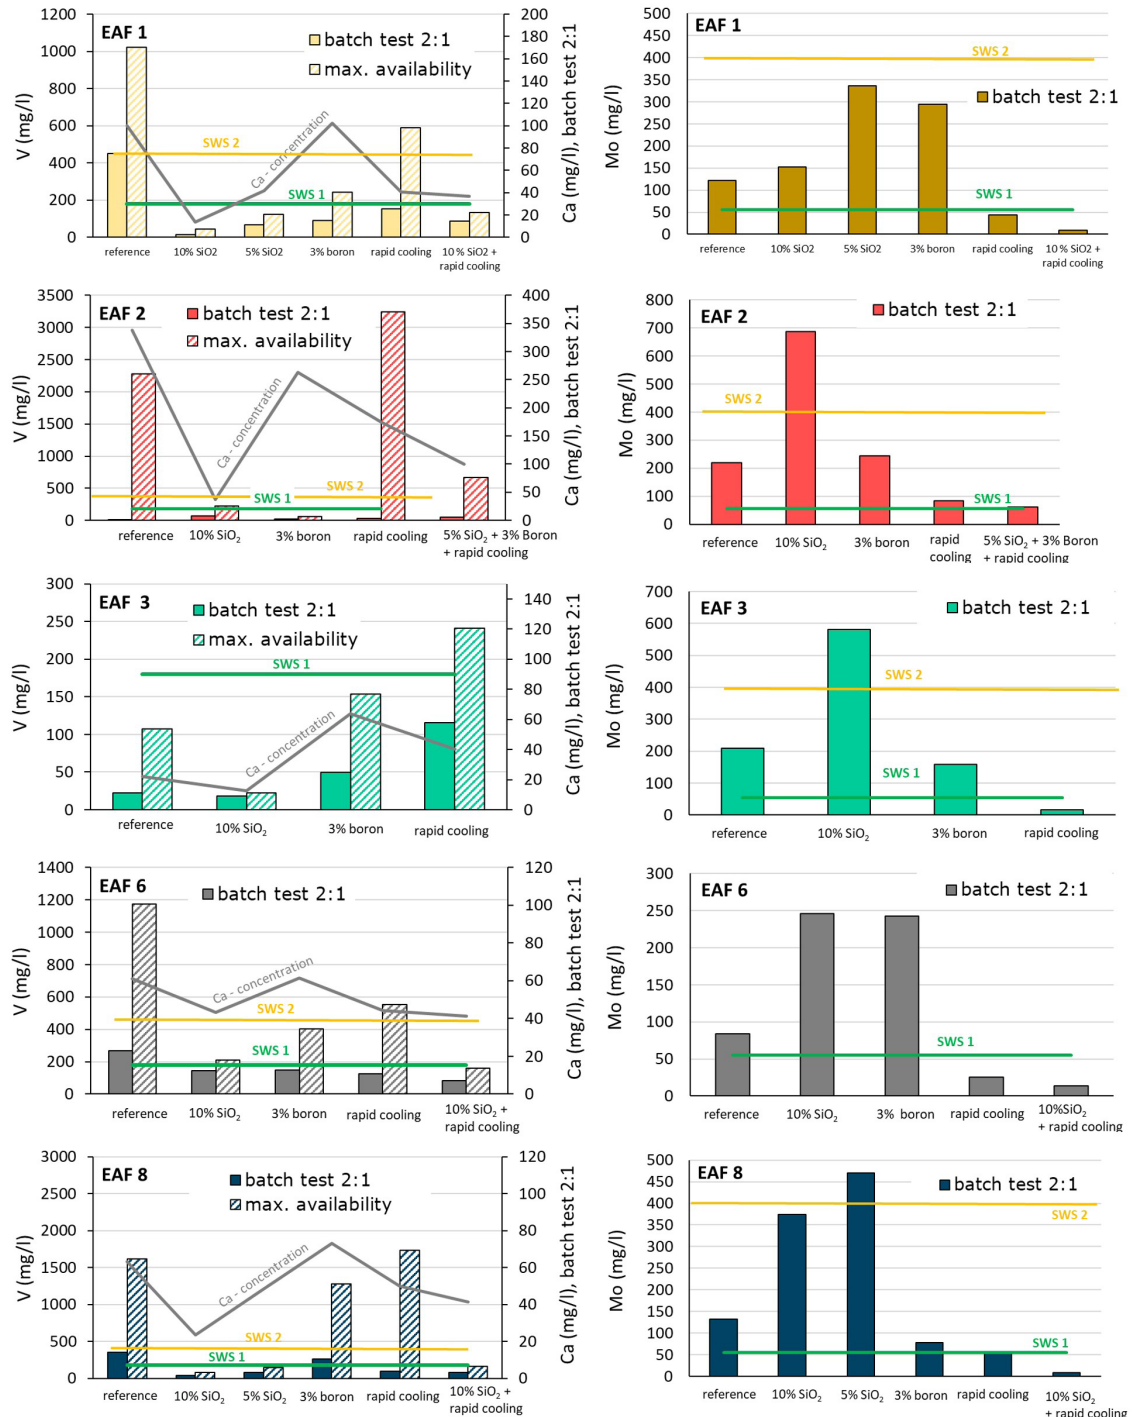 EAF 1
batch test 2:1
max. availability
V (mg/l)
1200
1000
800
600
400
200
0
200
180
160
140
120
100
80
60
40
20
0
Ca (mg/l), batch test 2:1
SWS 2
Ca - concentration
SWS 1
reference
10% SiO2
5% SiO2
3% boron
rapid cooling
10% SiO2 +
rapid cooling
EAF 1
batch test 2:1
Mo (mg/l)
500
450
400
350
300
250
200
150
100
50
0
SWS 2
SWS 1
reference
10% SiO2
5% SiO2
3% boron
rapid cooling
10% SiO2 +
rapid cooling
EAF 2
batch test 2:1
max. availability
V (mg/l)
3500
3000
2500
2000
1500
1000
500
0
400
350
300
250
200
150
100
50
0
Ca (mg/l), batch test 2:1
Ca - concentration
SWS 2
SWS 1
reference
10% SiO₂
3% boron
rapid cooling
5% SiO₂ + 3% Boron
+ rapid cooling
EAF 2
batch test 2:1
Mo (mg/l)
800
700
600
500
400
300
200
100
0
SWS 2
SWS 1
reference
10% SiO₂
3% boron
rapid
cooling
5% SiO₂ + 3% Boron
+ rapid cooling
EAF 3
batch test 2:1
max. availability
V (mg/l)
300
250
200
150
100
50
0
140
120
100
80
60
40
20
0
Ca (mg/l), batch test 2:1
SWS 1
Ca - concentration
reference
10% SiO₂
3% boron
rapid cooling
EAF 3
batch test 2:1
Mo (mg/l)
700
600
500
400
300
200
100
0
SWS 2
SWS 1
reference
10% SiO₂
3% boron
rapid cooling
EAF 6
batch test 2:1
V (mg/l)
1400
1200
1000
800
600
400
200
0
120
100
80
60
40
20
0
Ca (mg/l), batch test 2:1
Ca - concentration
SWS 2
SWS 1
reference
10% SiO₂
3% boron
rapid cooling
10% SiO₂ +
rapid cooling
EAF 6
batch test 2:1
Mo (mg/l)
300
250
200
150
100
50
0
SWS 1
reference
10% SiO₂
3% boron
rapid cooling
10%SiO₂
+ rapid cooling
EAF 8
batch test 2:1
max. availability
V (mg/l)
3000
2500
2000
1500
1000
500
0
120
100
80
60
40
20
0
Ca (mg/l), batch test 2:1
Ca - concentration
SWS 2
SWS 1
reference
10% SiO₂
5% SiO₂
3% boron
rapid cooling
10% SiO₂ +
rapid cooling
EAF 8
batch test 2:1
Mo (mg/l)
500
450
400
350
300
250
200
150
100
50
0
SWS 2
SWS 1
reference
10% SiO₂
5% SiO₂
3% boron
rapid cooling
10% SiO₂
+ rapid cooling